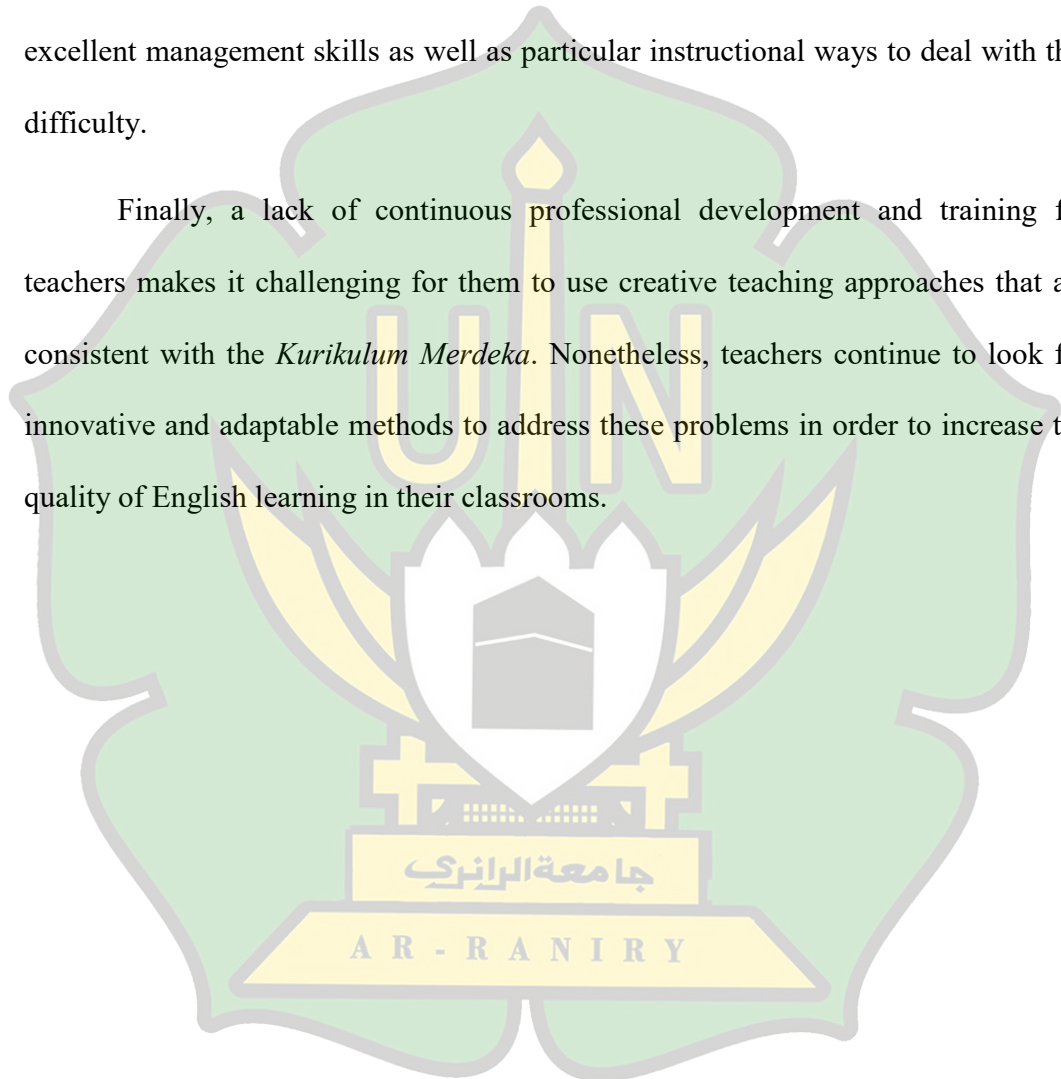 excellent management skills as well as particular instructional ways to deal with
difficulty.
Finally, a lack of continuous professional development and training
teachers makes it challenging for them to use creative teaching approaches that
consistent with the Kurikulum Merdeka. Nonetheless, teachers continue to look
innovative and adaptable methods to address these problems in order to increase
quality of English learning in their classrooms.
UIN
جامعةالرانري
AR-RANIRY